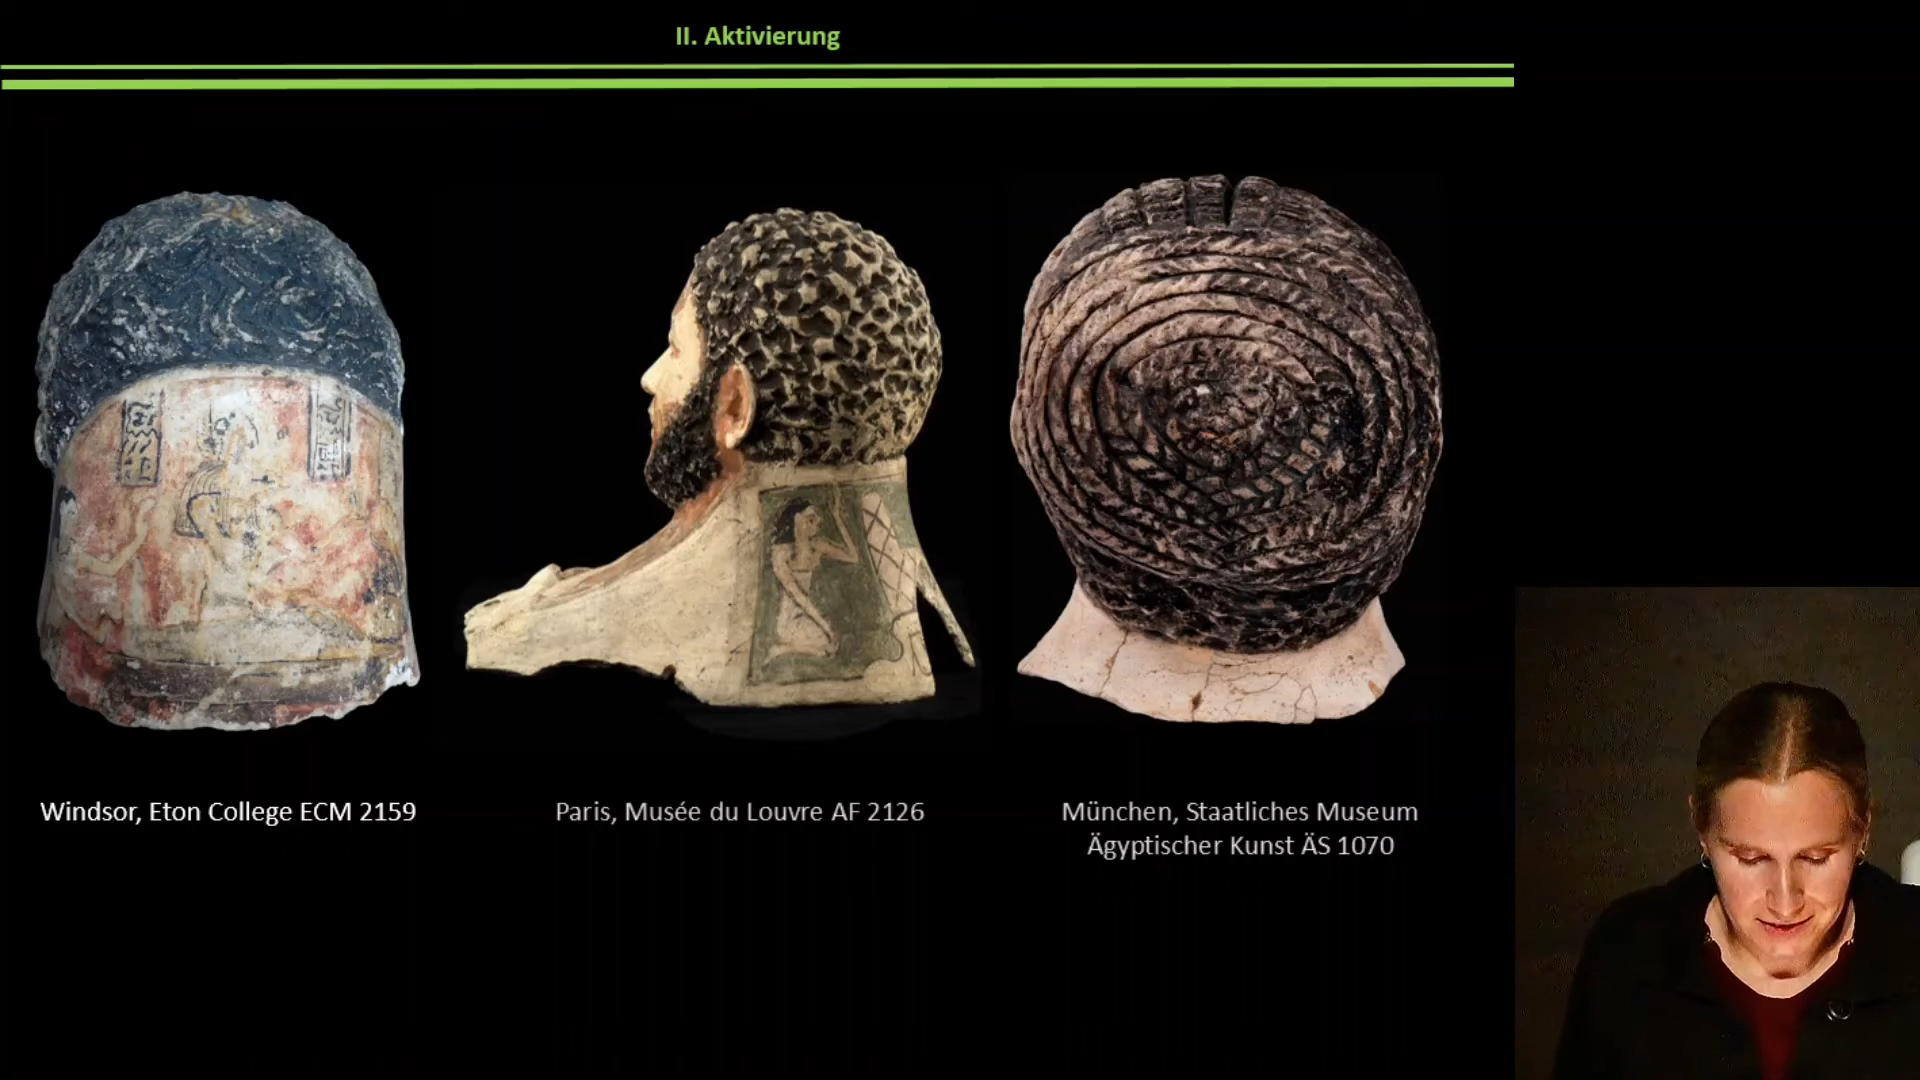 II. Aktivierung
Windsor, Eton College ECM 2159
Paris, Musée du Louvre AF 2126
München, Staatliches Museum
Ägyptischer Kunst ÄS 1070